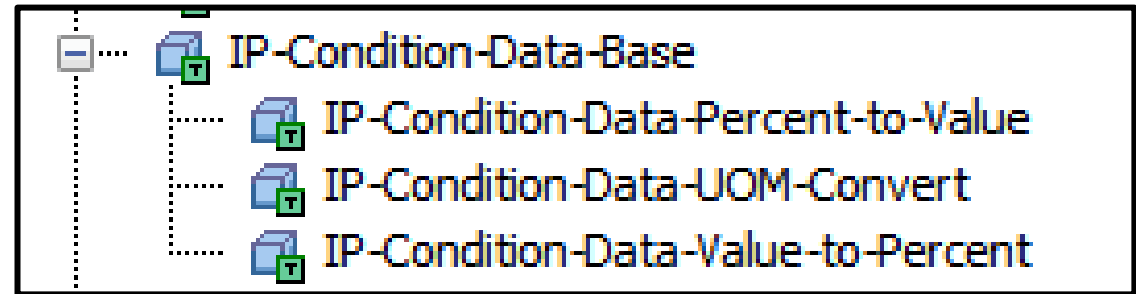 IP-Condition-Data-Base
IP-Condition-Data-Percent-to-Value
IP-Condition-Data-UOM-Convert
IP-Condition-Data-Value-to-Percent